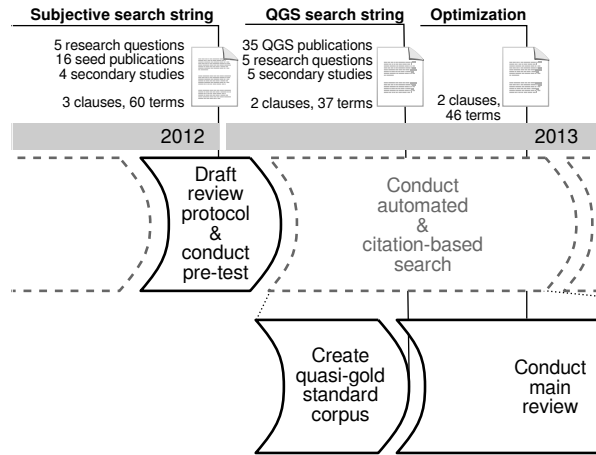 Subjective search string
QGS search string
Optimization
5 research questions
16 seed publications
4 secondary studies
3 clauses, 60 terms
35 QGS publications
5 research questions
5 secondary studies
2 clauses, 37 terms
2 clauses,
46 terms
2012
2013
Draft
review
protocol
&
conduct
pre-test
Conduct
automated
&
citation-based
search
Create
quasi-gold
standard
corpus
Conduct
main
review